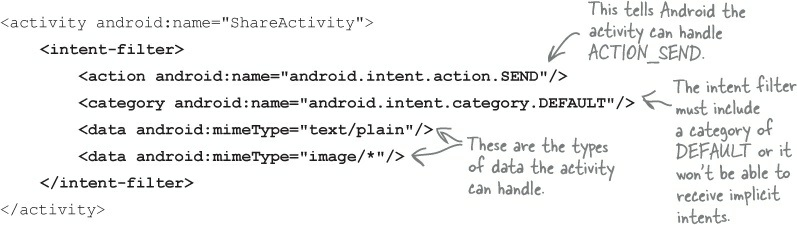 <activity android:name="ShareActivity">
<intent-filter>
<action android:name="android.intent.action.SEND"/>
<category android:name="android.intent.category.DEFAULT"/>
<data android:mimeType="text/plain"/>
<data android:mimeType="image/*"/>
</intent-filter>
</activity>
This tells Android the
activity can handle
ACTION_SEND.
The intent filter
must include
a category of
DEFAULT or it
won't be able to
receive implicit
intents.
These are the types
of data the activity
can handle.